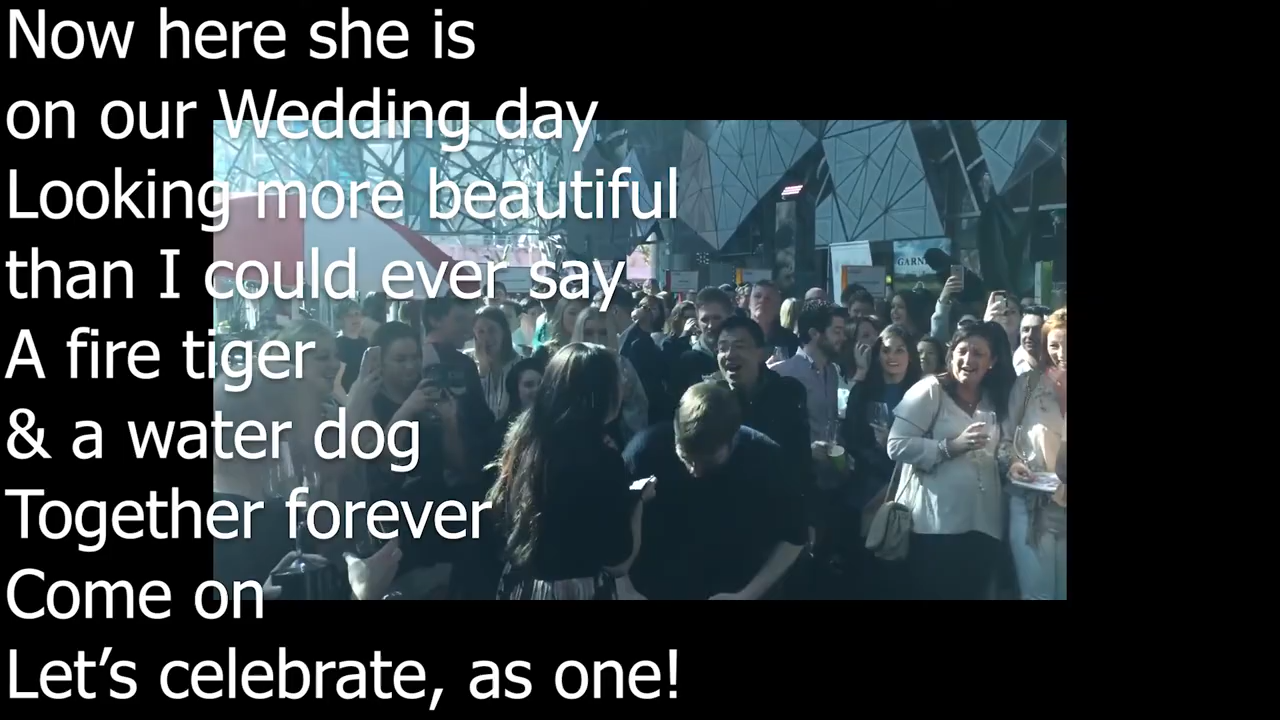 Now here she is
on our Wedding day
Looking more beautiful
than I could ever say
A fire tiger
& a water dog
Together forever
Come on
Let’s celebrate, as one!